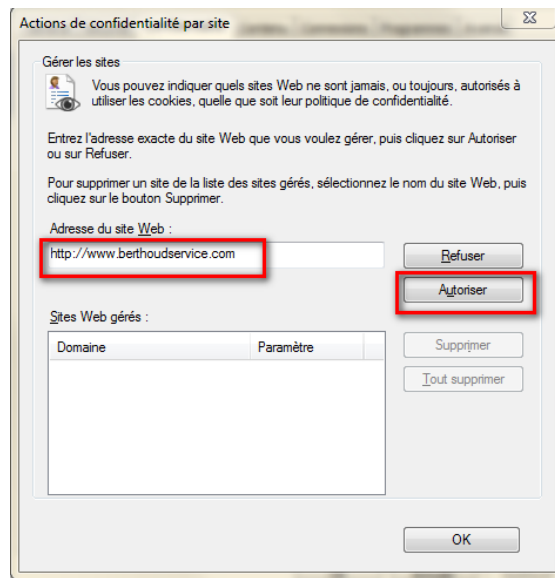 Actions de confidentialité par site
Gérer les sites
Vous pouvez indiquer quels sites Web ne sont jamais, ou toujours, autorisés à
utiliser les cookies, quelle que soit leur politique de confidentialité.
Entrez l'adresse exacte du site Web que vous voulez gérer, puis cliquez sur Autoriser
ou sur Refuser.
Pour supprimer un site de la liste des sites gérés, sélectionnez le nom du site Web, puis
cliquez sur le bouton Supprimer.
Adresse du site Web :
http://www.berthoudservice.com
Refuser
Autoriser
Sites Web gérés :
Domaine Paramètre
Supprimer
Tout supprimer
OK